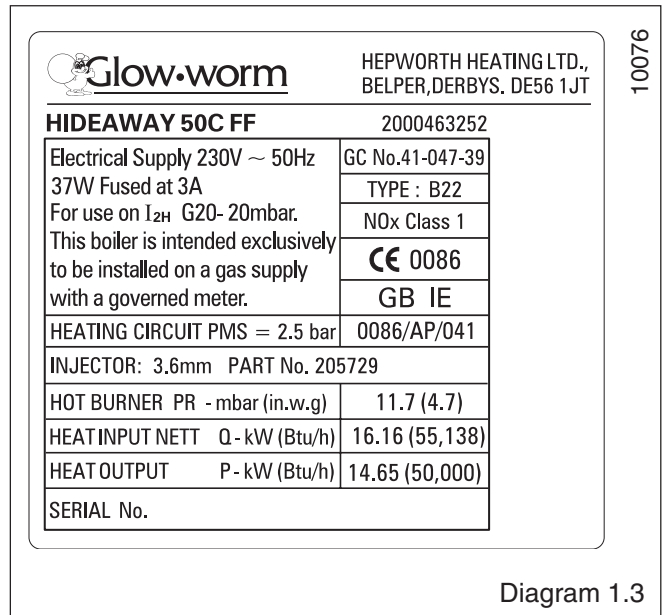 Glow•worm
HEPWORTH HEATING LTD.,
BELPER,DERBYS. DE56 1JT
10076
HIDEAWAY 50C FF 2000463252
Electrical Supply 230V ~ 50Hz
37W Fused at 3A
For use on I2H G20- 20mbar.
This boiler is intended exclusively
to be installed on a gas supply
with a governed meter.
GC No.41-047-39
TYPE : B22
NOx Class 1
CE 0086
GB IE
HEATING CIRCUIT PMS = 2.5 bar 0086/AP/041
INJECTOR: 3.6mm PART No. 205729
HOT BURNER PR - mbar (in.w.g) 11.7 (4.7)
HEAT INPUT NETT Q - kW (Btu/h) 16.16 (55,138)
HEAT OUTPUT P - kW (Btu/h) 14.65 (50,000)
SERIAL No.
Diagram 1.3